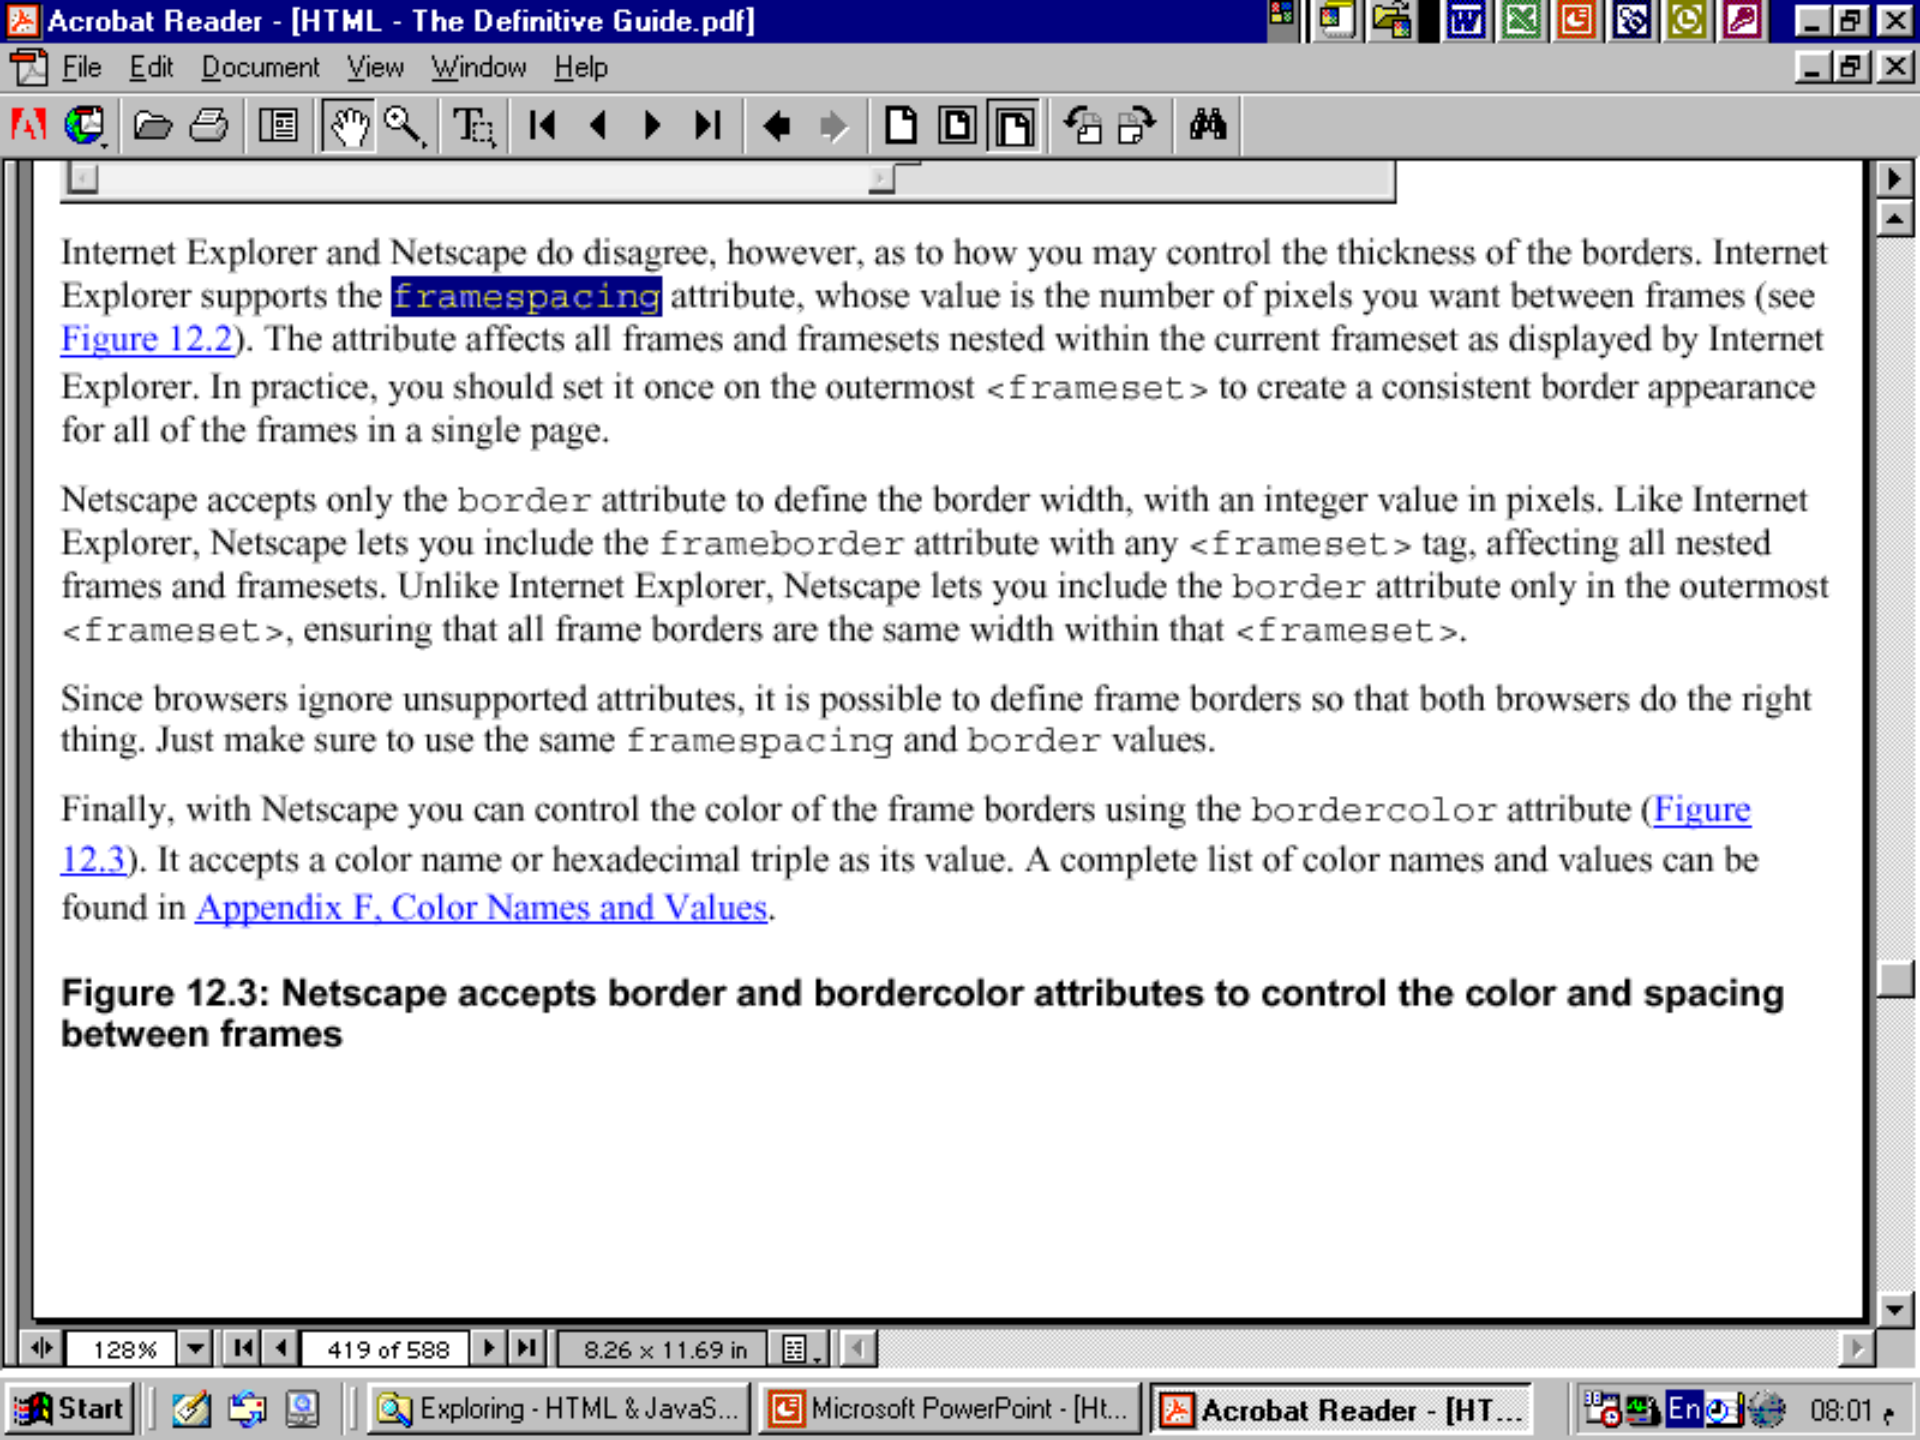 Acrobat Reader - [HTML - The Definitive Guide.pdf]
File Edit Document View Window Help
Internet Explorer and Netscape do disagree, however, as to how you may control the thickness of the borders. Internet
Explorer supports the framespacing attribute, whose value is the number of pixels you want between frames (see
Figure 12.2). The attribute affects all frames and framesets nested within the current frameset as displayed by Internet
Explorer. In practice, you should set it once on the outermost <frameset> to create a consistent border appearance
for all of the frames in a single page.
Netscape accepts only the border attribute to define the border width, with an integer value in pixels. Like Internet
Explorer, Netscape lets you include the frameborder attribute with any <frameset> tag, affecting all nested
frames and framesets. Unlike Internet Explorer, Netscape lets you include the border attribute only in the outermost
<frameset>, ensuring that all frame borders are the same width within that <frameset>.
Since browsers ignore unsupported attributes, it is possible to define frame borders so that both browsers do the right
thing. Just make sure to use the same framespacing and border values.
Finally, with Netscape you can control the color of the frame borders using the bordercolor attribute (Figure
12.3). It accepts a color name or hexadecimal triple as its value. A complete list of color names and values can be
found in Appendix F, Color Names and Values.
Figure 12.3: Netscape accepts border and bordercolor attributes to control the color and spacing
between frames
128% 419 of 588 8.26 x 11.69 in
Start Exploring - HTML & JavaS... Microsoft PowerPoint - [Ht... Acrobat Reader - [HT... En 08:01 م